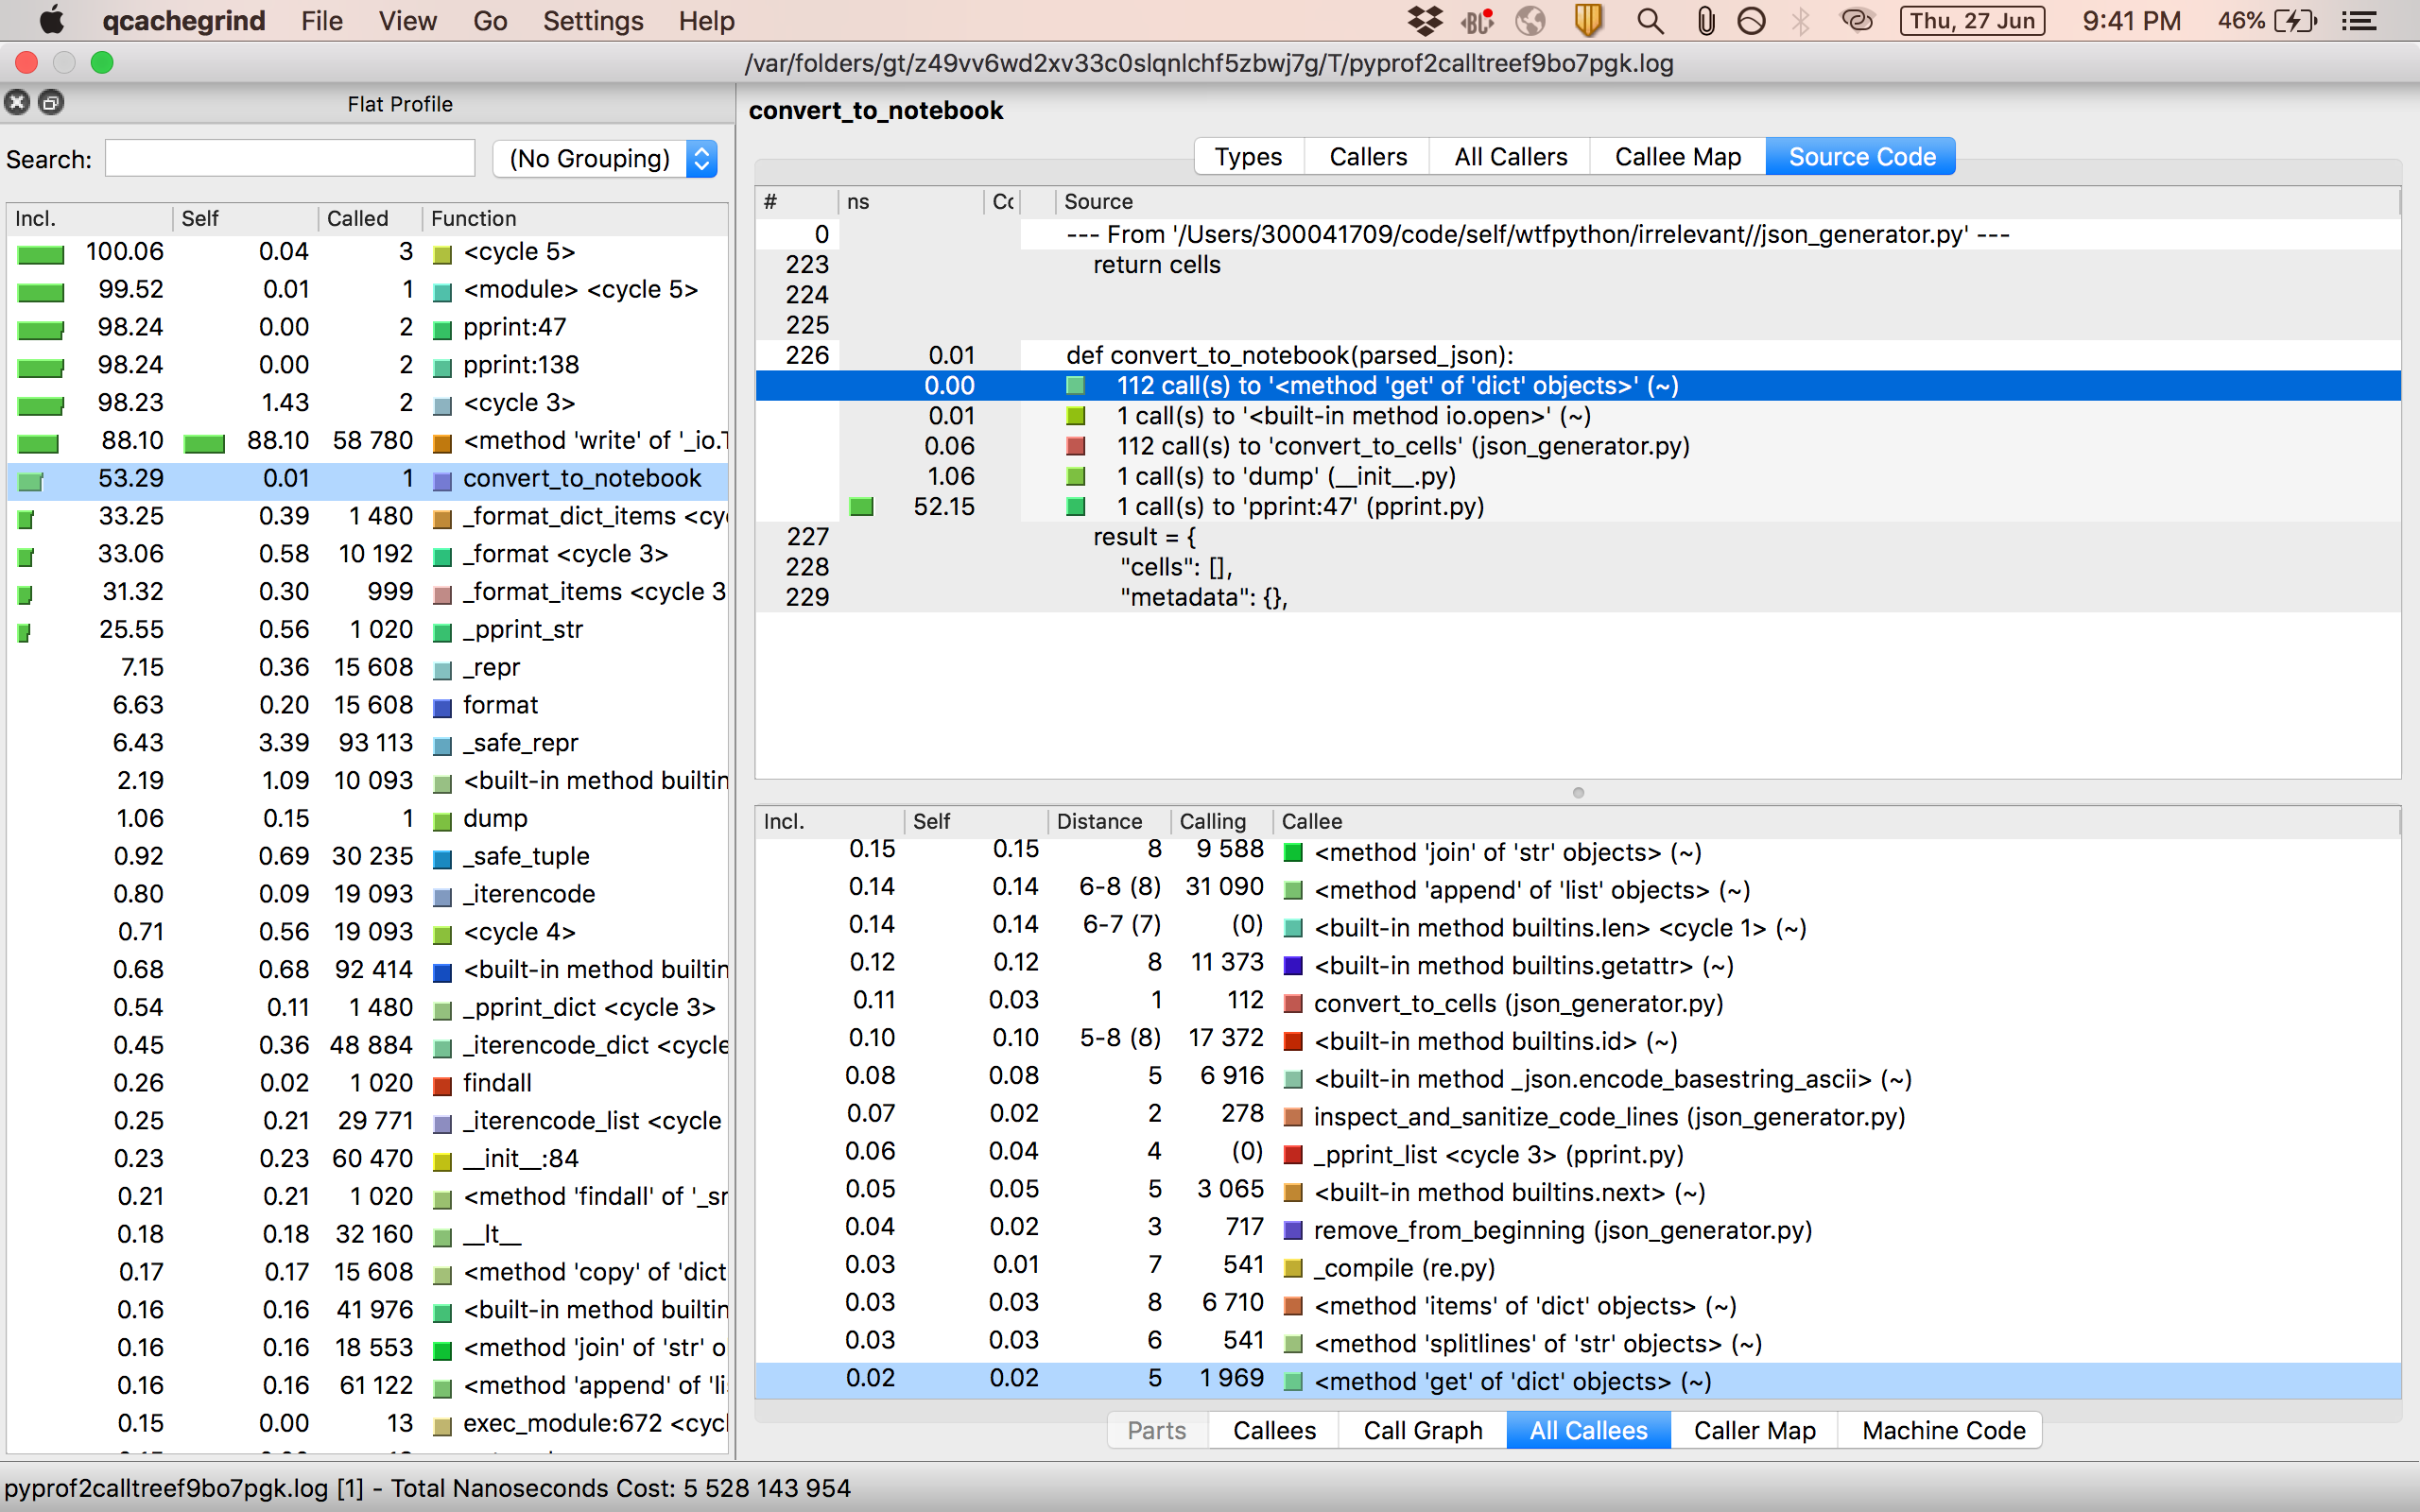 qcachegrind File View Go Settings Help Thu, 27 Jun 9:41 PM 46%
/var/folders/gt/z49vv6wd2xv33c0slqnlchf5zbwj7g/T/pyprof2calltreef9bo7pgk.log
Flat Profile
Search: (No Grouping)
Incl. Self Called Function
100.06 0.04 3 <cycle 5>
99.52 0.01 1 <module> <cycle 5>
98.24 0.00 2 pprint:47
98.24 0.00 2 pprint:138
98.23 1.43 2 <cycle 3>
88.10 88.10 58 780 <method 'write' of '_io.T
53.29 0.01 1 convert_to_notebook
33.25 0.39 1 480 _format_dict_items <cy
33.06 0.58 10 192 _format <cycle 3>
31.32 0.30 999 _format_items <cycle 3
25.55 0.56 1 020 _pprint_str
7.15 0.36 15 608 _repr
6.63 0.20 15 608 format
6.43 3.39 93 113 _safe_repr
2.19 1.09 10 093 <built-in method builtin
1.06 0.15 1 dump
0.92 0.69 30 235 _safe_tuple
0.80 0.09 19 093 _iterencode
0.71 0.56 19 093 <cycle 4>
0.68 0.68 92 414 <built-in method builtin
0.54 0.11 1 480 _pprint_dict <cycle 3>
0.45 0.36 48 884 _iterencode_dict <cycle
0.26 0.02 1 020 findall
0.25 0.21 29 771 _iterencode_list <cycle
0.23 0.23 60 470 __init__:84
0.21 0.21 1 020 <method 'findall' of '_sr
0.18 0.18 32 160 __lt__
0.17 0.17 15 608 <method 'copy' of 'dict
0.16 0.16 41 976 <built-in method builtin
0.16 0.16 18 553 <method 'join' of 'str' o
0.16 0.16 61 122 <method 'append' of 'li
0.15 0.00 13 exec_module:672 <cycl
convert_to_notebook
Types Callers All Callers Callee Map Source Code
# ns Co Source
0 --- From '/Users/300041709/code/self/wtfpython/irrelevant//json_generator.py' ---
223 return cells
224
225
226 0.01 def convert_to_notebook(parsed_json):
0.00 112 call(s) to '<method 'get' of 'dict' objects>' (~)
0.01 1 call(s) to '<built-in method io.open>' (~)
0.06 112 call(s) to 'convert_to_cells' (json_generator.py)
1.06 1 call(s) to 'dump' (__init__.py)
52.15 1 call(s) to 'pprint:47' (pprint.py)
227 result = {
228 "cells": [],
229 "metadata": {},
Incl. Self Distance Calling Callee
0.15 0.15 8 9 588 <method 'join' of 'str' objects> (~)
0.14 0.14 6-8 (8) 31 090 <method 'append' of 'list' objects> (~)
0.14 0.14 6-7 (7) (0) <built-in method builtins.len> <cycle 1> (~)
0.12 0.12 8 11 373 <built-in method builtins.getattr> (~)
0.11 0.03 1 112 convert_to_cells (json_generator.py)
0.10 0.10 5-8 (8) 17 372 <built-in method builtins.id> (~)
0.08 0.08 5 6 916 <built-in method _json.encode_basestring_ascii> (~)
0.07 0.02 2 278 inspect_and_sanitize_code_lines (json_generator.py)
0.06 0.04 4 (0) _pprint_list <cycle 3> (pprint.py)
0.05 0.05 5 3 065 <built-in method builtins.next> (~)
0.04 0.02 3 717 remove_from_beginning (json_generator.py)
0.03 0.01 7 541 _compile (re.py)
0.03 0.03 8 6 710 <method 'items' of 'dict' objects> (~)
0.03 0.03 6 541 <method 'splitlines' of 'str' objects> (~)
0.02 0.02 5 1 969 <method 'get' of 'dict' objects> (~)
Parts Callees Call Graph All Callees Caller Map Machine Code
pyprof2calltreef9bo7pgk.log [1] - Total Nanoseconds Cost: 5 528 143 954